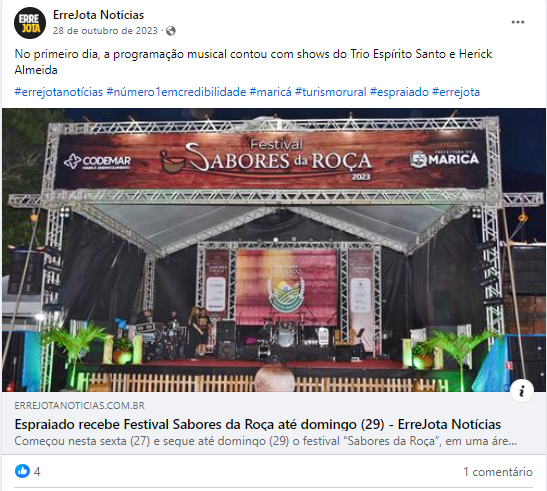 ERRE
JOTA
ErreJota Notícias
28 de outubro de 2023 ·
No primeiro dia, a programação musical contou com shows do Trio Espírito Santo e Herick
Almeida
#errejotanotícias #número1emcredibilidade #maricá #turismorural #espraiado #errejota
Festival
SABORES DA ROÇA
2023
CODEMAR
MARICÁ DESENVOLVIMENTO
PREFEITURA DE
MARICÁ
ERREJOTANOTICIAS.COM.BR
Espraiado recebe Festival Sabores da Roça até domingo (29) - ErreJota Notícias
Começou nesta sexta (27) e segue até domingo (29) o festival “Sabores da Roça”, em uma áre...
4
1 comentário